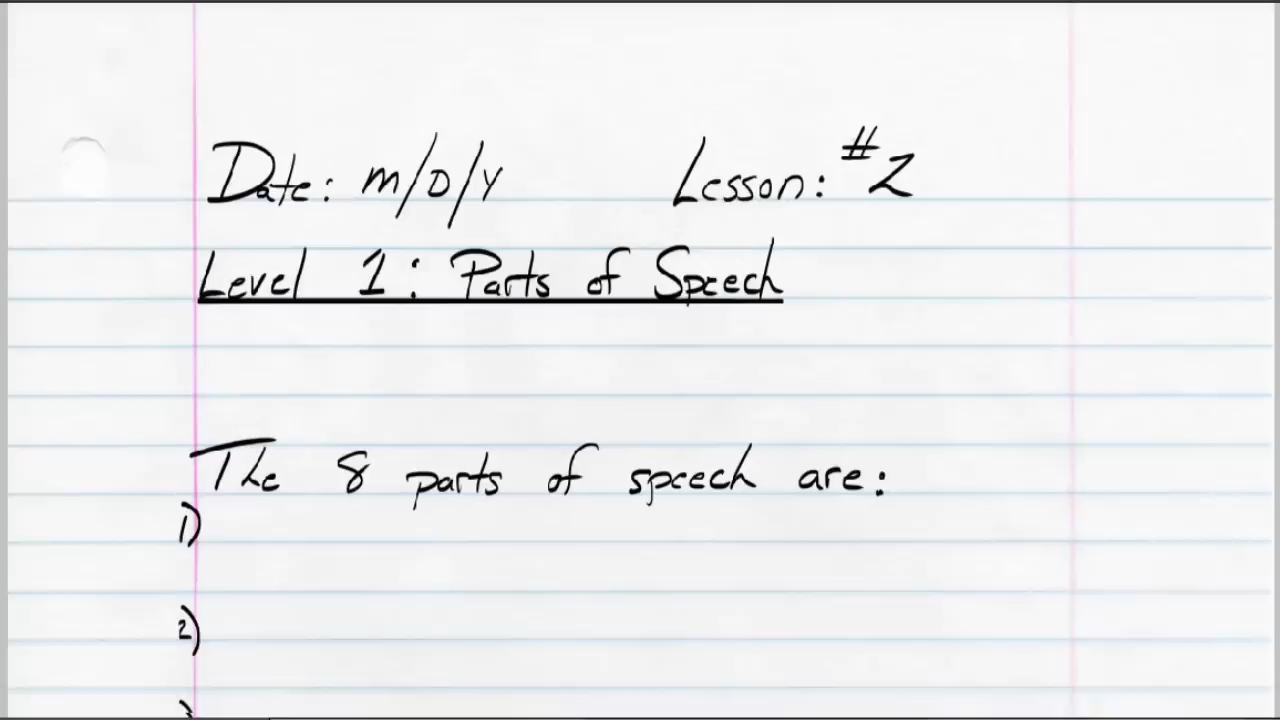 Date: M/D/Y Lesson: #2
Level 1: Parts of Speech
The 8 parts of speech are:
1)
2)